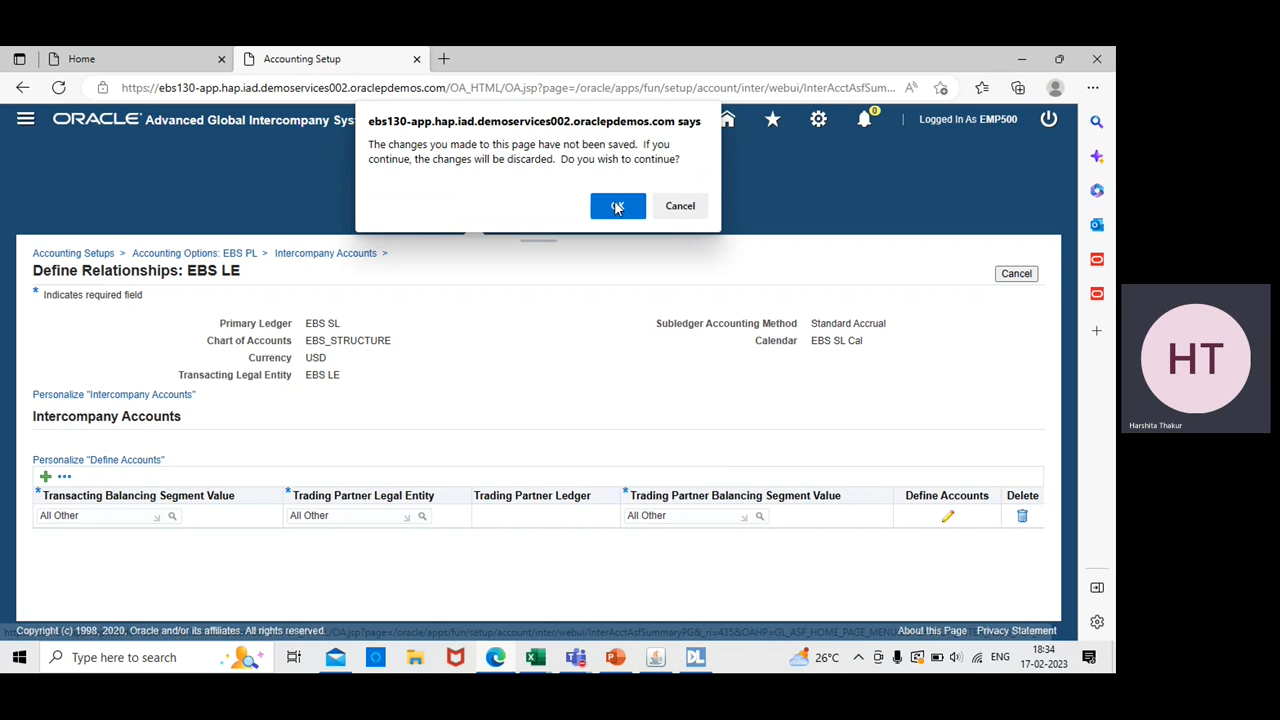 Home
Accounting Setup
https://ebs130-app.hap.iad.demoservices002.oraclepdemos.com/OA_HTML/OA.jsp?page=/oracle/apps/fun/setup/account/inter/webui/InterAcctAsfSum...
ORACLE Advanced Global Intercompany Sys
0
Logged In As EMP500
ebs130-app.hap.iad.demoservices002.oraclepdemos.com says
The changes you made to this page have not been saved. If you
continue, the changes will be discarded. Do you wish to continue?
Cancel
Accounting Setups > Accounting Options: EBS PL > Intercompany Accounts >
Define Relationships: EBS LE
Cancel
* Indicates required field
Primary Ledger EBS SL
Subledger Accounting Method Standard Accrual
Chart of Accounts EBS_STRUCTURE
Calendar EBS SL Cal
Currency USD
Transacting Legal Entity EBS LE
Personalize "Intercompany Accounts"
Intercompany Accounts
Personalize "Define Accounts"
* Transacting Balancing Segment Value * Trading Partner Legal Entity Trading Partner Ledger * Trading Partner Balancing Segment Value Define Accounts Delete
All Other All Other All Other
Copyright (c) 1998, 2020, Oracle and/or its affiliates. All rights reserved.
About this Page Privacy Statement
Type here to search
DL
26°C
ENG
18:34
17-02-2023
HT
Harshita Thakur